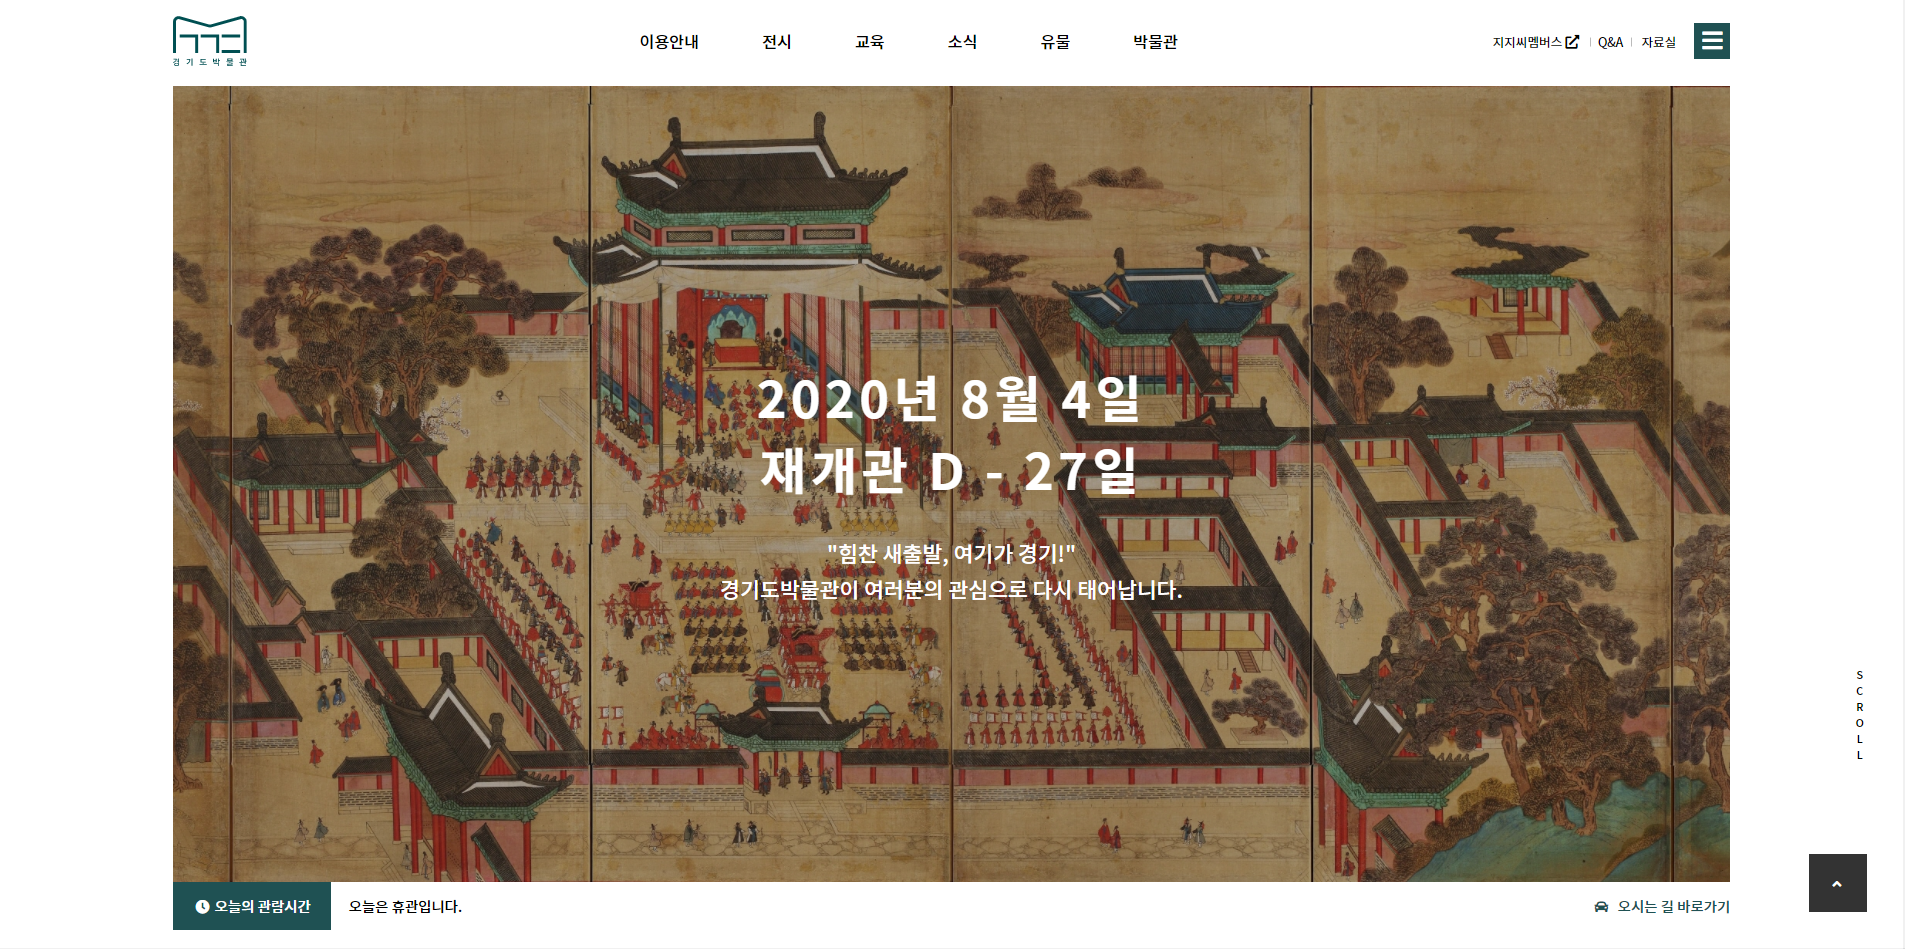 경기도박물관
이용안내 전시 교육 소식 유물 박물관
지지씨멤버스 Q&A 자료실
2020년 8월 4일
재개관 D - 27일
"힘찬 새출발, 여기가 경기!"
경기도박물관이 여러분의 관심으로 다시 태어납니다.
SCROLL
오늘의 관람시간 오늘은 휴관입니다.
오시는 길 바로가기